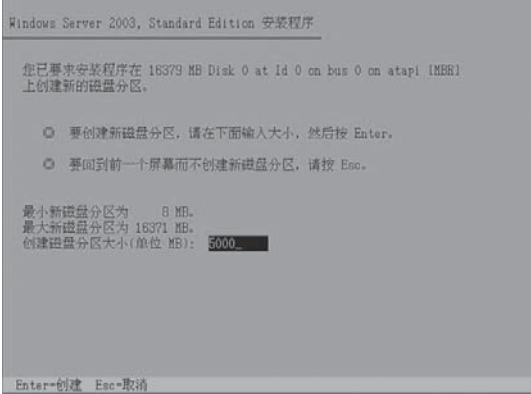 Windows Server 2003, Standard Edition 安装程序
您已要求安装程序在 16379 MB Disk 0 at Id 0 on bus 0 on atapi [MBR]
上创建新的磁盘分区。
要创建新磁盘分区，请在下面输入大小，然后按 Enter。
要回到前一个屏幕而不创建新磁盘分区，请按 Esc。
最小新磁盘分区为 8 MB。
最大新磁盘分区为 16371 MB。
创建磁盘分区大小(单位 MB): 5000_
Enter=创建 Esc=取消